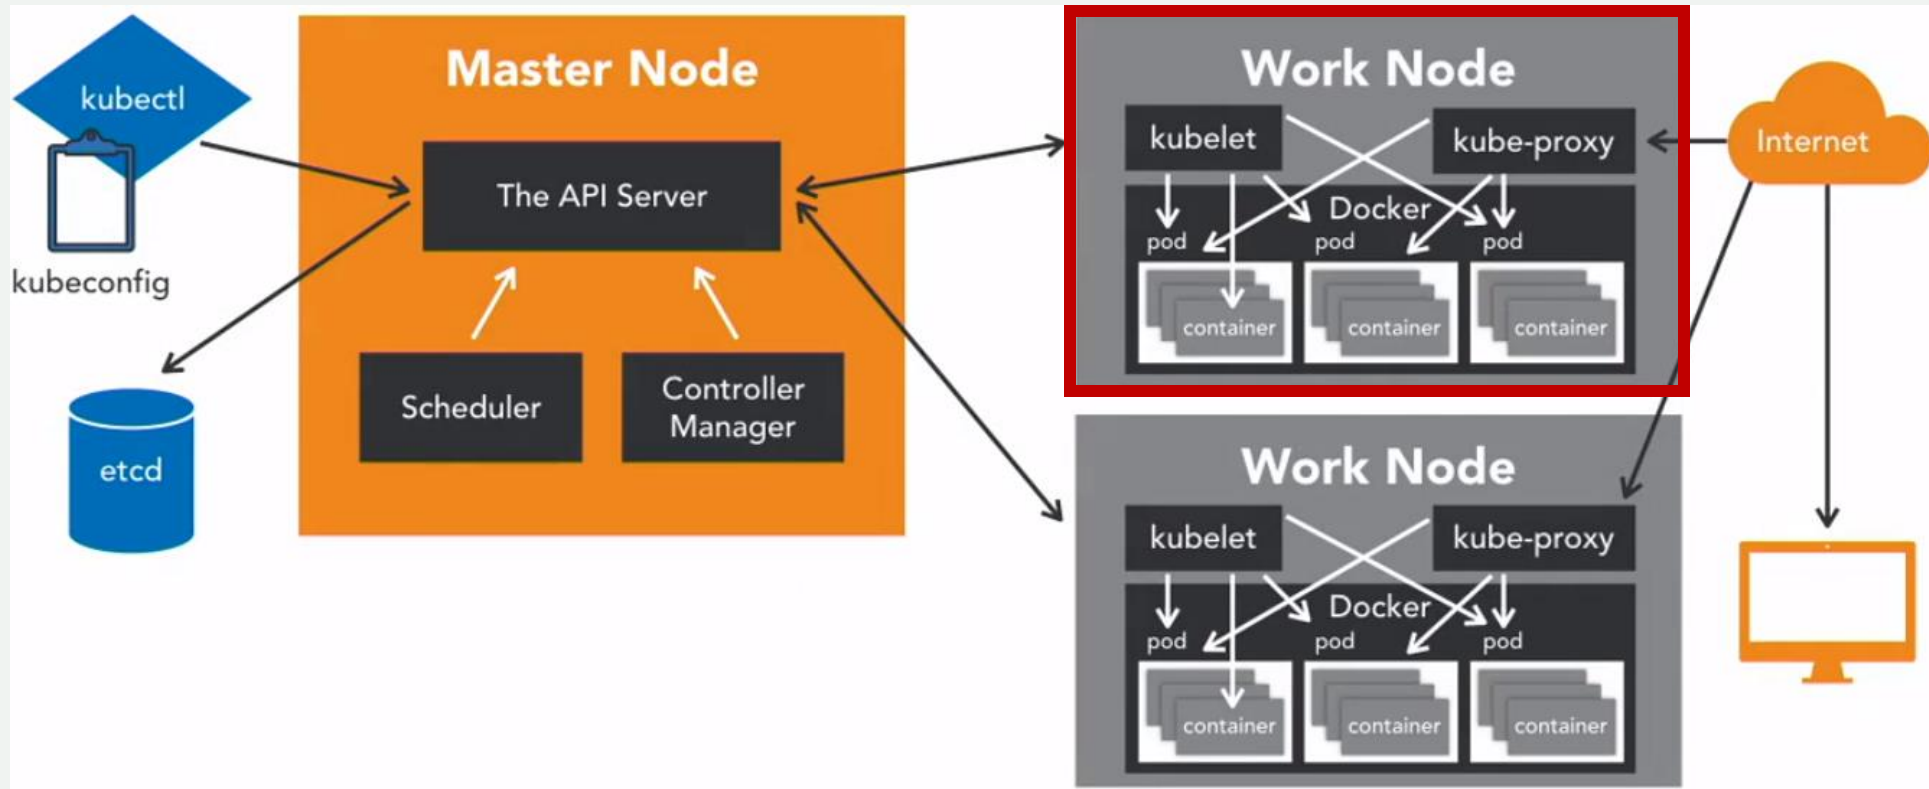 kubectl
kubeconfig
etcd
Master Node
The API Server
Scheduler
Controller
Manager
Work Node
kubelet
kube-proxy
Docker
pod
pod
pod
container
container
container
Work Node
kubelet
kube-proxy
Docker
pod
pod
pod
container
container
container
Internet